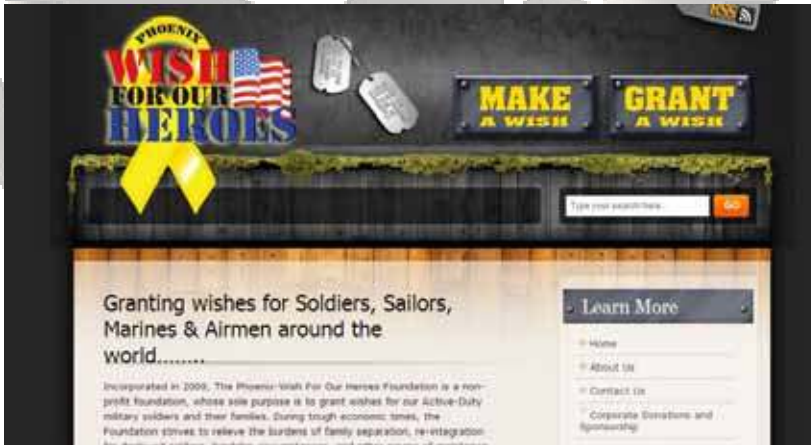 RSS
PHOENIX
WISH
FOR OUR
HEROES
MAKE
A WISH
GRANT
A WISH
Type your search here
GO
Granting wishes for Soldiers, Sailors,
Marines & Airmen around the
world........
Incorporated in 2009, The Phoenix Wish For Our Heroes Foundation is a non-
profit foundation, whose sole purpose is to grant wishes for our Active-Duty
military soldiers and their families. During tough economic times, the
Foundation strives to relieve the burdens of family separation, re-integration
Learn More
Home
About Us
Contact Us
Corporate Donations and
Sponsorship